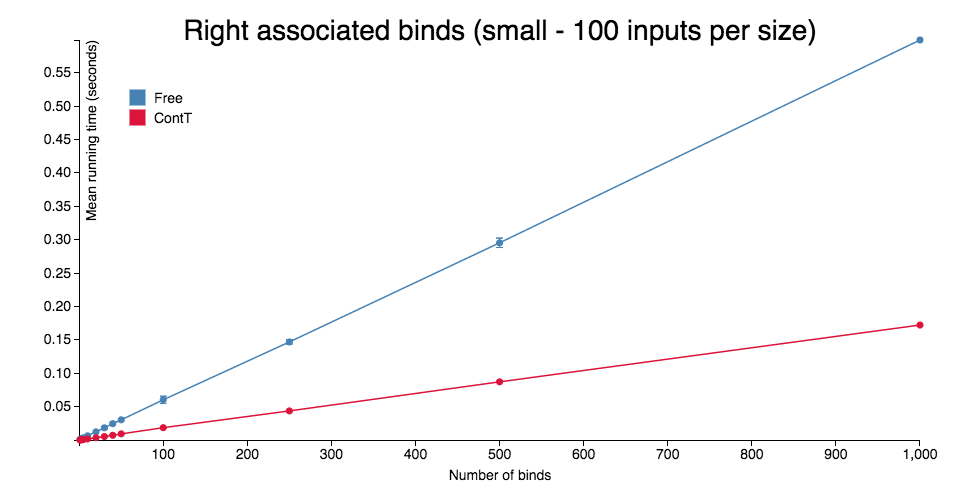 Right associated binds (small - 100 inputs per size)
Mean running time (seconds)
Free
ContT
0.55
0.50
0.45
0.40
0.35
0.30
0.25
0.20
0.15
0.10
0.05
100 200 300 400 500 600 700 800 900 1,000
Number of binds